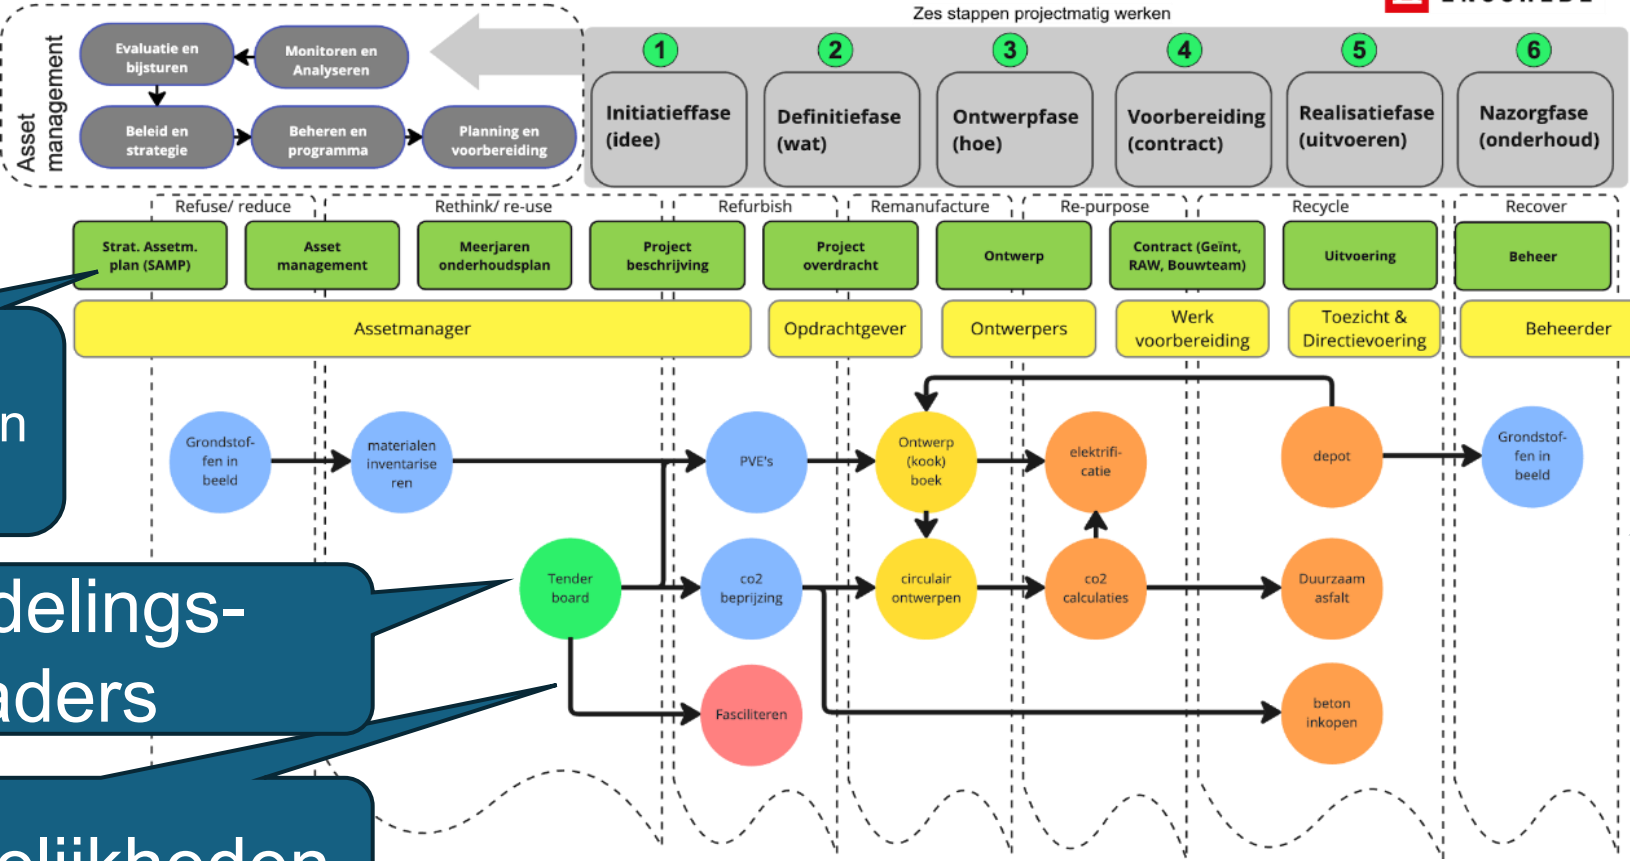 Zes stappen projectmatig werken
Asset
management
Evaluatie en
bijsturen
Monitoren en
Analyseren
Beleid en
strategie
Beheren en
programma
Planning en
voorbereiding
1
2
3
4
5
6
Initiatieffase
(idee)
Definitiefase
(wat)
Ontwerpfase
(hoe)
Voorbereiding
(contract)
Realisatiefase
(uitvoeren)
Nazorgfase
(onderhoud)
Refuse/ reduce
Rethink/ re-use
Refurbish
Remanufacture
Re-purpose
Recycle
Recover
Strat. Assetm.
plan (SAMP)
Asset
management
Meerjaren
onderhoudsplan
Project
beschrijving
Project
overdracht
Ontwerp
Contract (Geïnt,
RAW, Bouwteam)
Uitvoering
Beheer
Assetmanager
Opdrachtgever
Ontwerpers
Werk
voorbereiding
Toezicht &
Directievoering
Beheerder
n
Grondstof-
fen in
beeld
materialen
inventarise
ren
PVE's
Ontwerp
(kook)
boek
elektrifi-
catie
depot
Grondstof-
fen in
beeld
Tender
board
co2
beprijzing
circulair
ontwerpen
co2
calculaties
Duurzaam
asfalt
delings-
aders
Fasciliteren
beton
inkopen